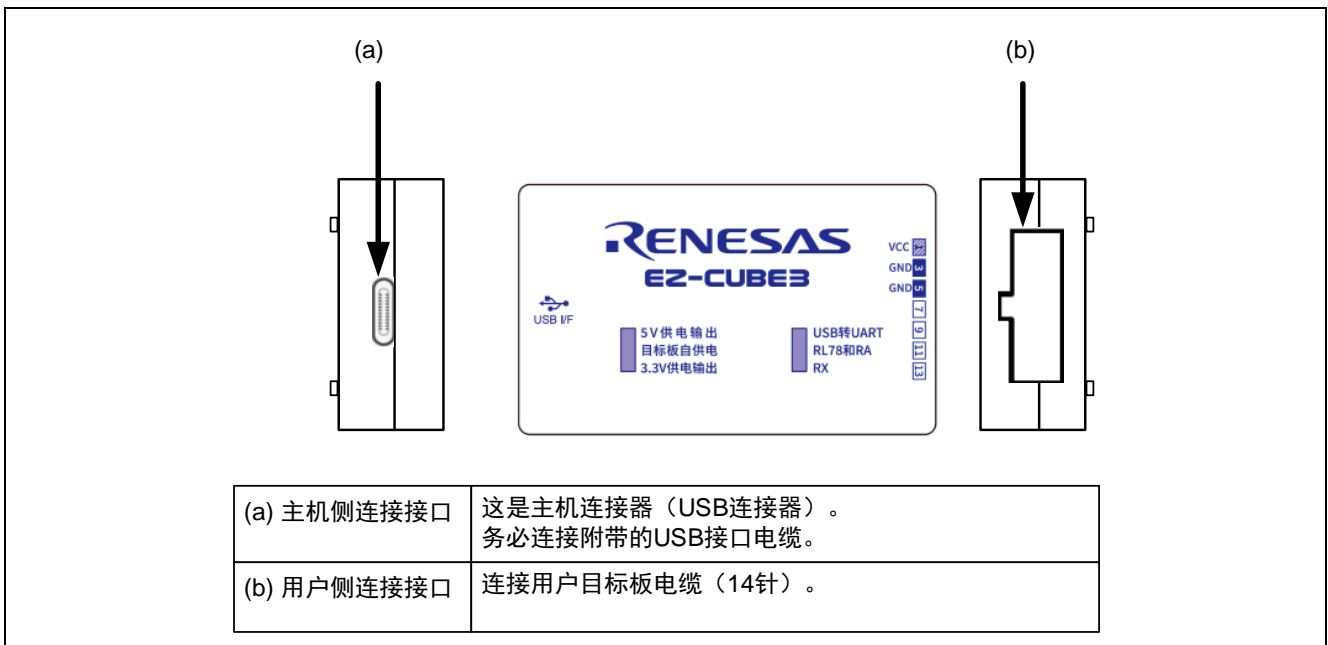 (a)
(b)
RENESAS
EZ-CUBE3
USB I/F
5V供电输出
目标板自供电
3.3V供电输出
USB转UART
RL78和RA
RX
VCC 1
GND 3
GND 5
7
9
11
13
(a) 主机侧连接接口
这是主机连接器（USB连接器）。
务必连接附带的USB接口电缆。
(b) 用户侧连接接口
连接用户目标板电缆（14针）。